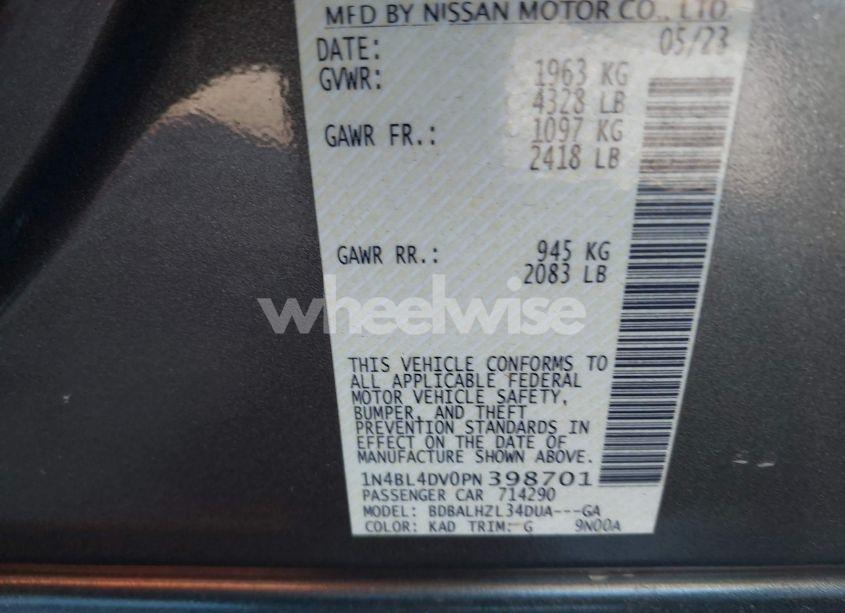 MFD BY NISSAN MOTOR CO., LTD.
DATE: 05/23
GVWR: 1963 KG
4328 LB
GAWR FR.: 1097 KG
2418 LB
GAWR RR.: 945 KG
2083 LB
wheelwise
THIS VEHICLE CONFORMS TO
ALL APPLICABLE FEDERAL
MOTOR VEHICLE SAFETY,
BUMPER, AND THEFT
PREVENTION STANDARDS IN
EFFECT ON THE DATE OF
MANUFACTURE SHOWN ABOVE.
1N4BL4DV0PN398701
PASSENGER CAR 714290
MODEL: BDBALHZL34DUA---GA
COLOR: KAD TRIM: G 9N00A